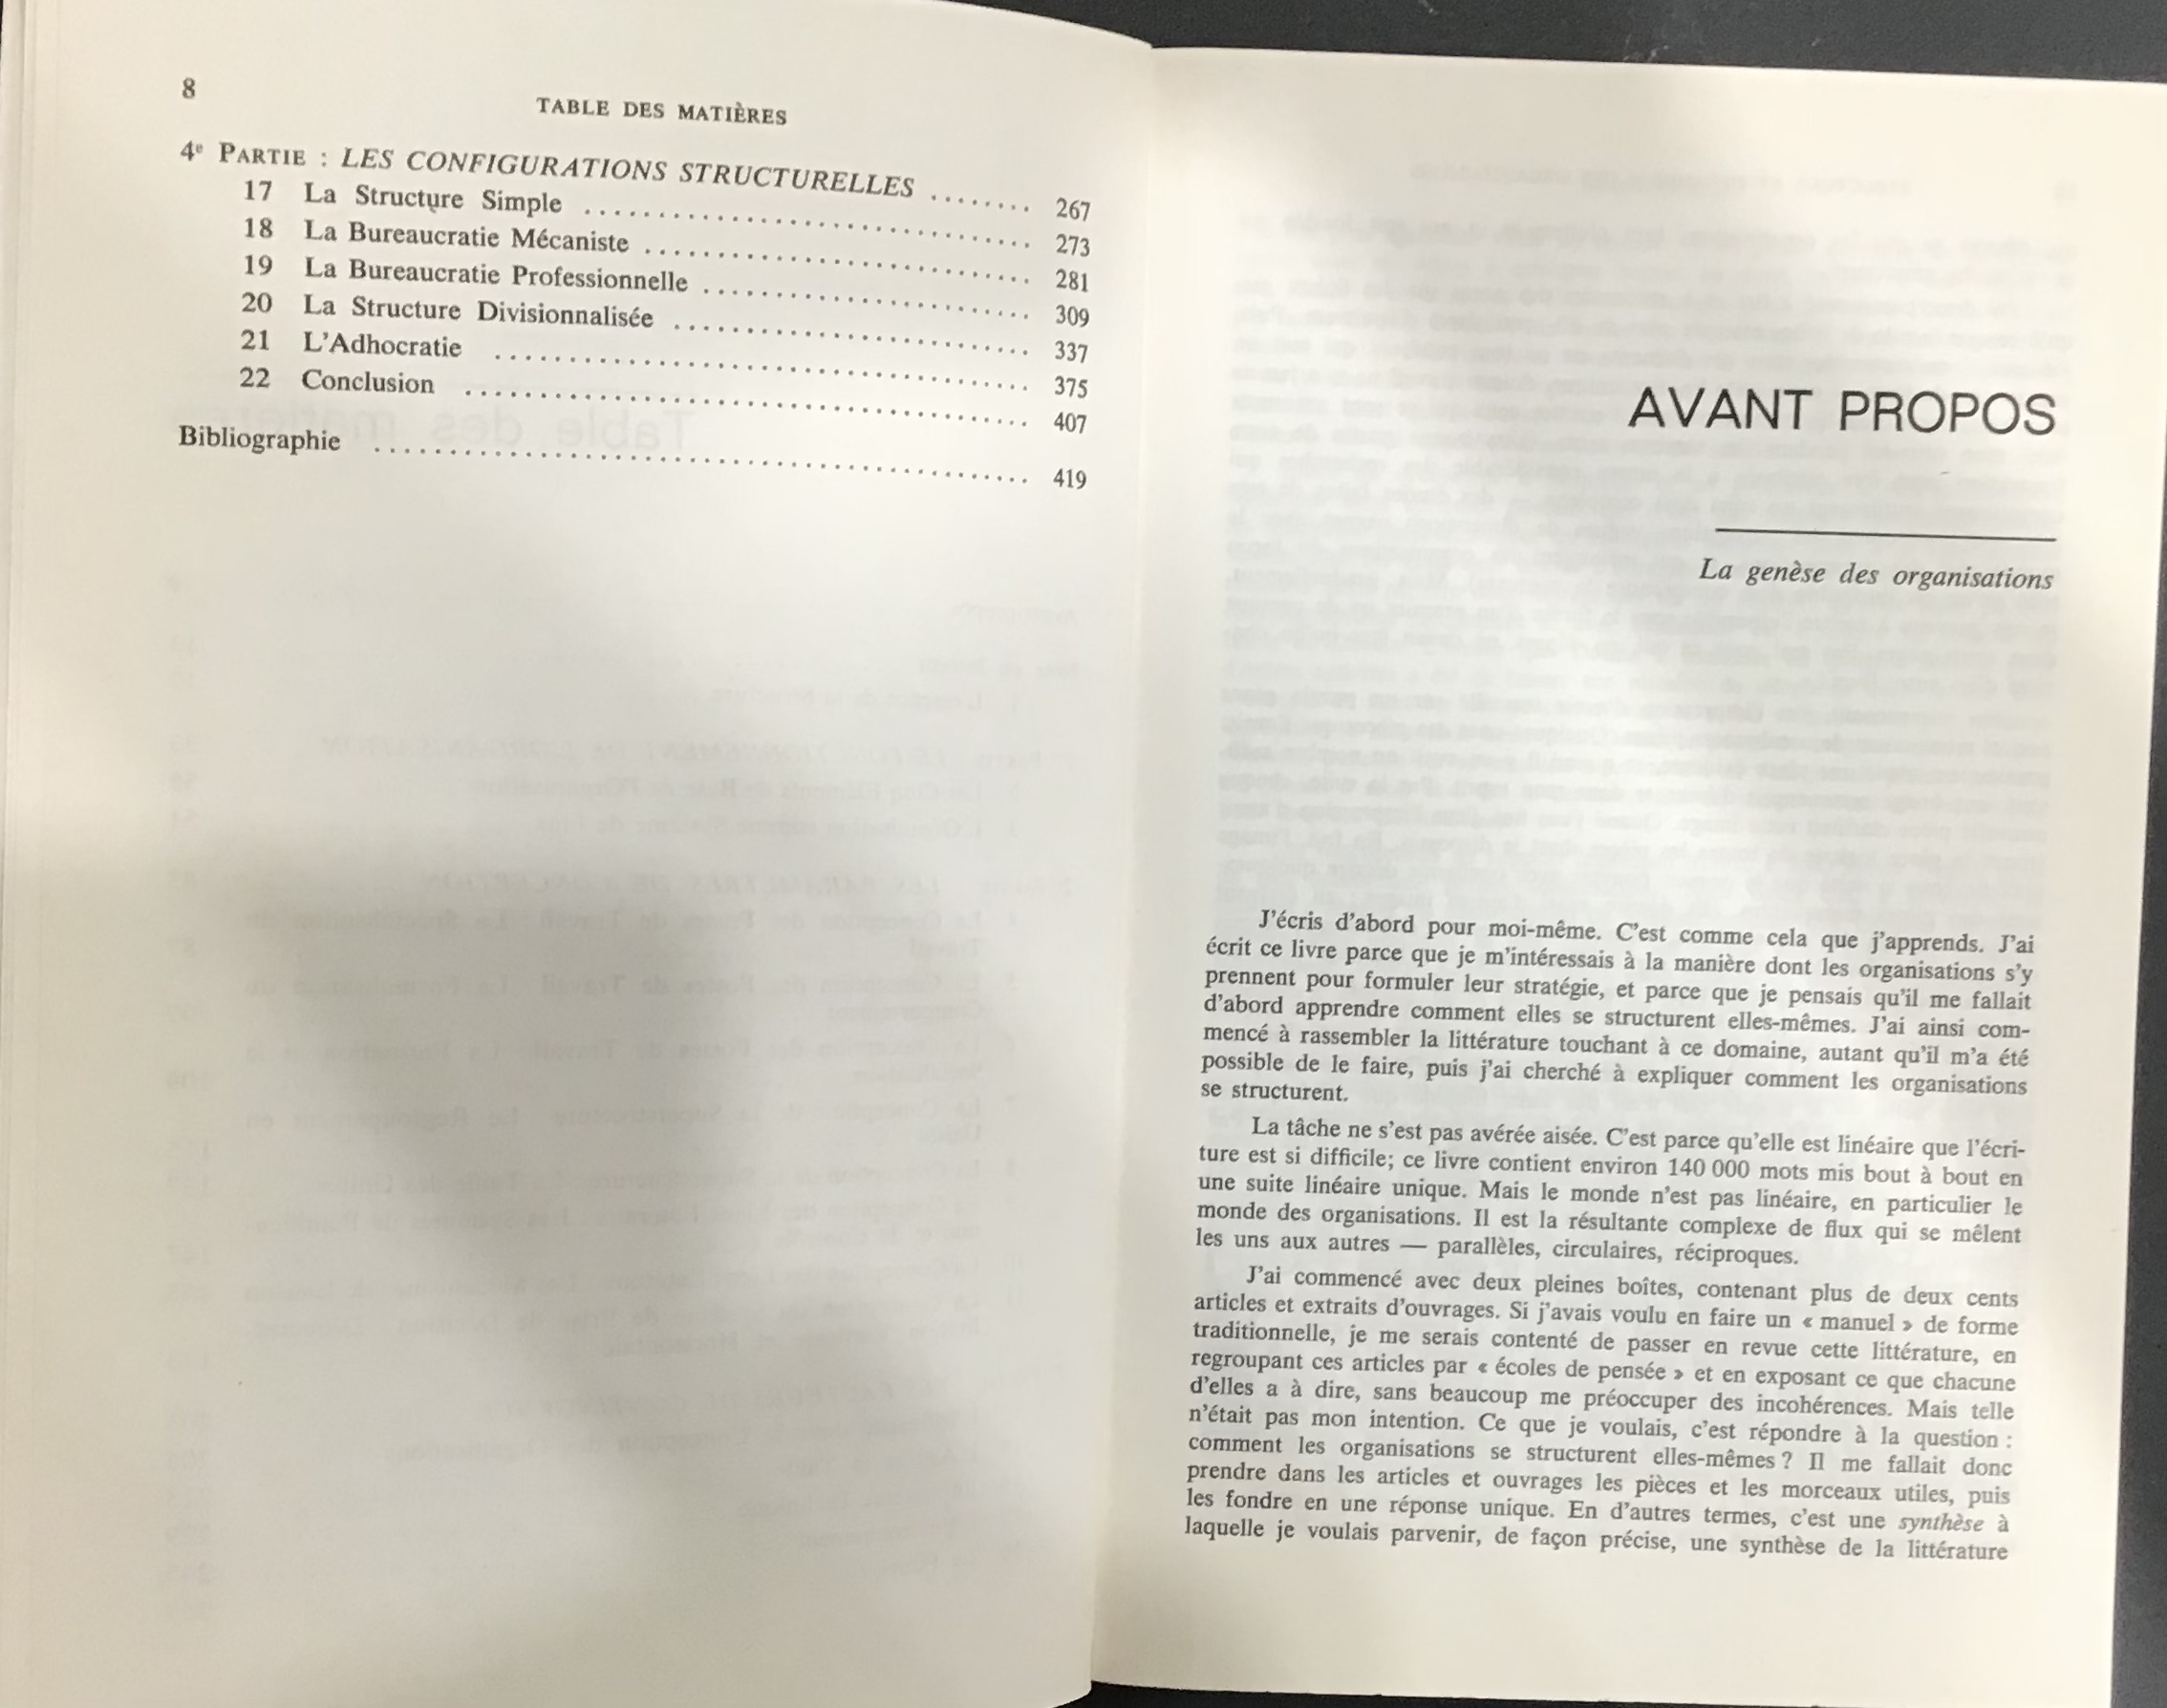 8
TABLE DES MATIÈRES
4e PARTIE : LES CONFIGURATIONS STRUCTURELLES ........ 267
17 La Structure Simple .............................. 273
18 La Bureaucratie Mécaniste .......................... 281
19 La Bureaucratie Professionnelle ...................... 309
20 La Structure Divisionnalisée ........................ 337
21 L'Adhocratie .................................... 375
22 Conclusion ...................................... 407
Bibliographie ............................................ 419
AVANT PROPOS
La genèse des organisations
J'écris d'abord pour moi-même. C'est comme cela que j'apprends. J'ai
écrit ce livre parce que je m'intéressais à la manière dont les organisations s'y
prennent pour formuler leur stratégie, et parce que je pensais qu'il me fallait
d'abord apprendre comment elles se structurent elles-mêmes. J'ai ainsi com-
mencé à rassembler la littérature touchant à ce domaine, autant qu'il m'a été
possible de le faire, puis j'ai cherché à expliquer comment les organisations
se structurent.
La tâche ne s'est pas avérée aisée. C'est parce qu'elle est linéaire que l'écri-
ture est si difficile; ce livre contient environ 140 000 mots mis bout à bout en
une suite linéaire unique. Mais le monde n'est pas linéaire, en particulier le
monde des organisations. Il est la résultante complexe de flux qui se mêlent
les uns aux autres — parallèles, circulaires, réciproques.
J'ai commencé avec deux pleines boîtes, contenant plus de deux cents
articles et extraits d'ouvrages. Si j'avais voulu en faire un « manuel » de forme
traditionnelle, je me serais contenté de passer en revue cette littérature, en
regroupant ces articles par « écoles de pensée » et en exposant ce que chacune
d'elles a à dire, sans beaucoup me préoccuper des incohérences. Mais telle
n'était pas mon intention. Ce que je voulais, c'est répondre à la question :
comment les organisations se structurent elles-mêmes ? Il me fallait donc
prendre dans les articles et ouvrages les pièces et les morceaux utiles, puis
les fondre en une réponse unique. En d'autres termes, c'est une synthèse à
laquelle je voulais parvenir, de façon précise, une synthèse de la littérature